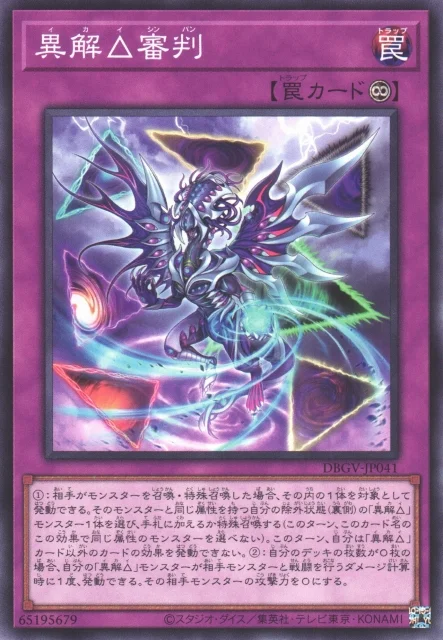 異解△審判
イカイシンパン
罠
トラップ
【罠カード】
トラップ
DBGV-JP041
①：相手がモンスターを召喚・特殊召喚した場合、その内の1体を対象として
発動できる。そのモンスターと同じ属性を持つ自分の除外状態(裏側)の「異解△」
モンスター1体を選び、手札に加えるか特殊召喚する(このターン、このカード名の
この効果で同じ属性のモンスターを選べない)。このターン、自分は「異解△」
カード以外のカードの効果を発動できない。②：自分のデッキの枚数が０枚の
場合、自分の「異解△」モンスターが相手モンスターと戦闘を行うダメージ計算
時に1度、発動できる。その相手モンスターの攻撃力を０にする。
65195679
©スタジオ・ダイス／集英社・テレビ東京・KONAMI